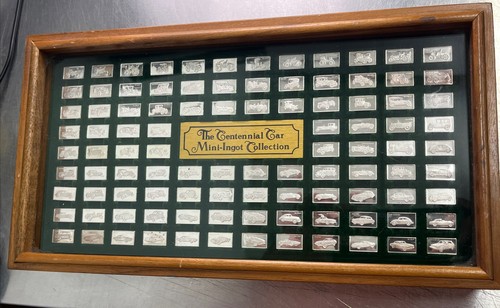 The Centennial Car
Mini-Ingot Collection